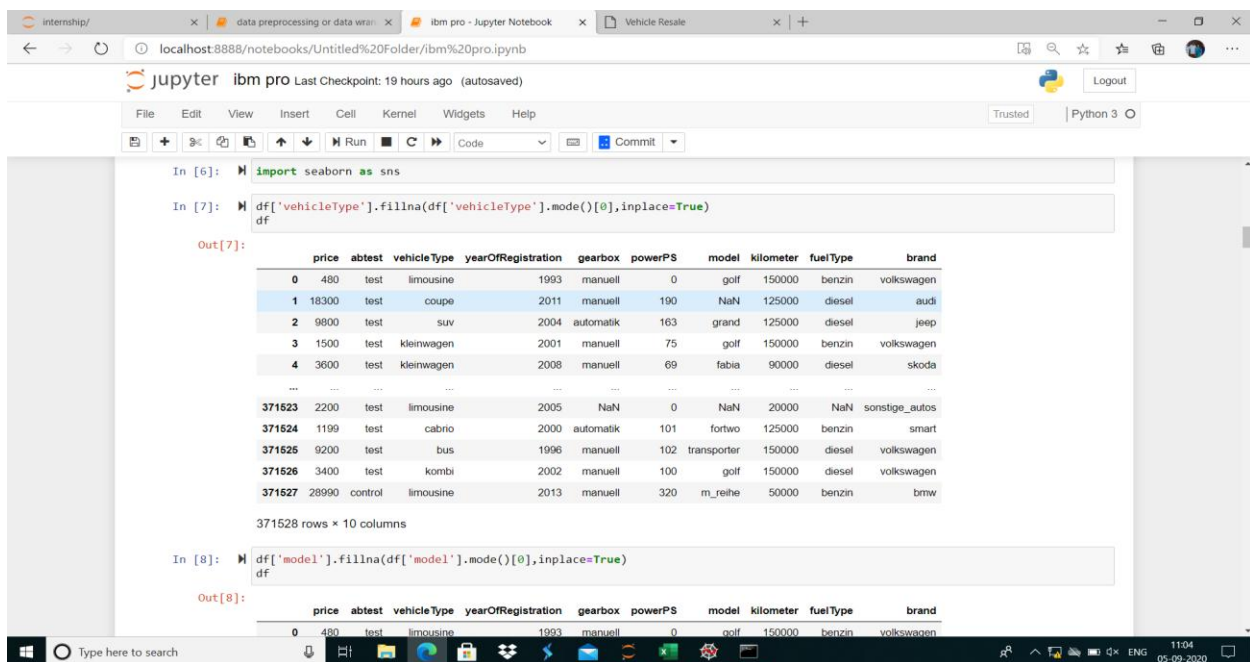 internship/ data preprocessing or data wran ibm pro - Jupyter Notebook Vehicle Resale
localhost:8888/notebooks/Untitled%20Folder/ibm%20pro.ipynb
jupyter ibm pro Last Checkpoint: 19 hours ago (autosaved) Logout
File Edit View Insert Cell Kernel Widgets Help Trusted Python 3
Run Code Commit
In [6]: import seaborn as sns
In [7]: df['vehicleType'].fillna(df['vehicleType'].mode()[0],inplace=True)
df
Out[7]:
price abtest vehicleType yearOfRegistration gearbox powerPS model kilometer fuelType brand
0 480 test limousine 1993 manuell 0 golf 150000 benzin volkswagen
1 18300 test coupe 2011 manuell 190 NaN 125000 diesel audi
2 9800 test suv 2004 automatik 163 grand 125000 diesel jeep
3 1500 test kleinwagen 2001 manuell 75 golf 150000 benzin volkswagen
4 3600 test kleinwagen 2008 manuell 69 fabia 90000 diesel skoda
... ... ... ... ... ... ... ... ... ... ...
371523 2200 test limousine 2005 NaN 0 NaN 20000 NaN sonstige_autos
371524 1199 test cabrio 2000 automatik 101 fortwo 125000 benzin smart
371525 9200 test bus 1996 manuell 102 transporter 150000 diesel volkswagen
371526 3400 test kombi 2002 manuell 100 golf 150000 diesel volkswagen
371527 28990 control limousine 2013 manuell 320 m_reihe 50000 benzin bmw
371528 rows × 10 columns
In [8]: df['model'].fillna(df['model'].mode()[0],inplace=True)
df
Out[8]:
price abtest vehicleType yearOfRegistration gearbox powerPS model kilometer fuelType brand
0 480 test limousine 1993 manuell 0 golf 150000 benzin volkswagen
Type here to search ENG 11:04
05-09-2020